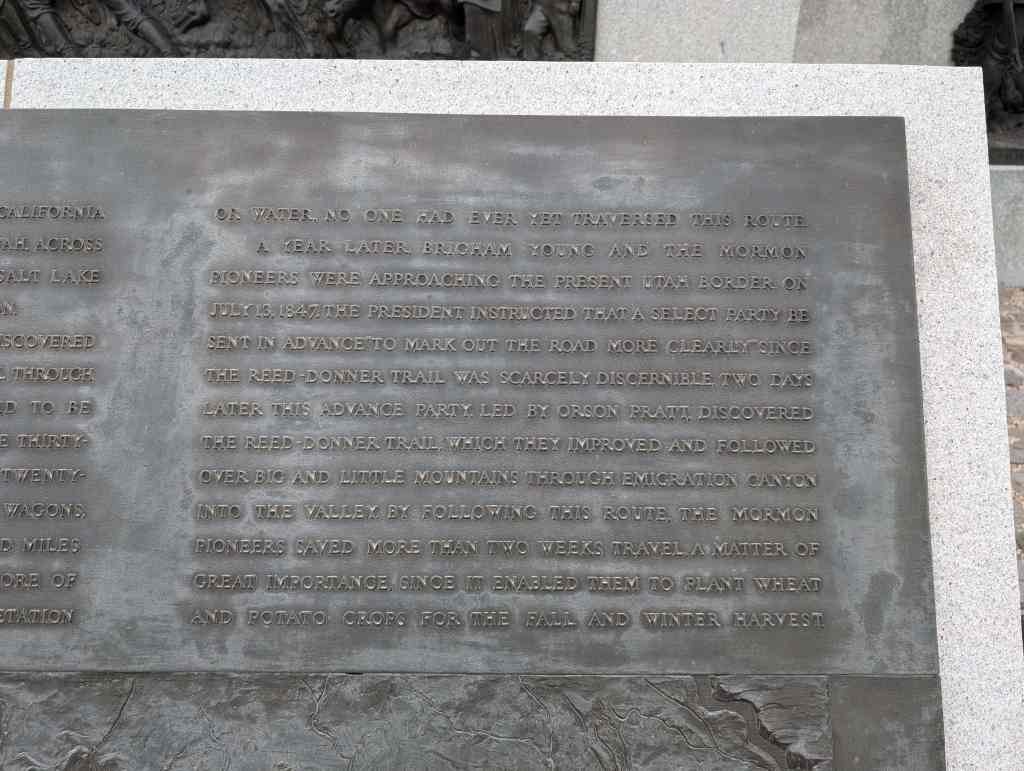 CALIFORNIA
ACROSS
SALT LAKE
DISCOVERED
THROUGH
TO BE
THIRTY-
TWENTY-
WAGONS.
MILES
OF
OR WATER, NO ONE HAD EVER YET TRAVERSED THIS ROUTE.
A YEAR LATER, BRIGHAM YOUNG AND THE MORMON
PIONEERS WERE APPROACHING THE PRESENT UTAH BORDER ON
JULY 13, 1847. THE PRESIDENT INSTRUCTED THAT A SELECT PARTY BE
SENT IN ADVANCE "TO MARK OUT THE ROAD MORE CLEARLY" SINCE
THE REED-DONNER TRAIL WAS SCARCELY DISCERNIBLE. TWO DAYS
LATER THIS ADVANCE PARTY, LED BY ORSON PRATT, DISCOVERED
THE REED-DONNER TRAIL, WHICH THEY IMPROVED AND FOLLOWED
OVER BIG AND LITTLE MOUNTAINS THROUGH EMIGRATION CANYON
INTO THE VALLEY. BY FOLLOWING THIS ROUTE, THE MORMON
PIONEERS SAVED MORE THAN TWO WEEKS TRAVEL, A MATTER OF
GREAT IMPORTANCE, SINCE IT ENABLED THEM TO PLANT WHEAT
AND POTATO CROPS FOR THE FALL AND WINTER HARVEST.